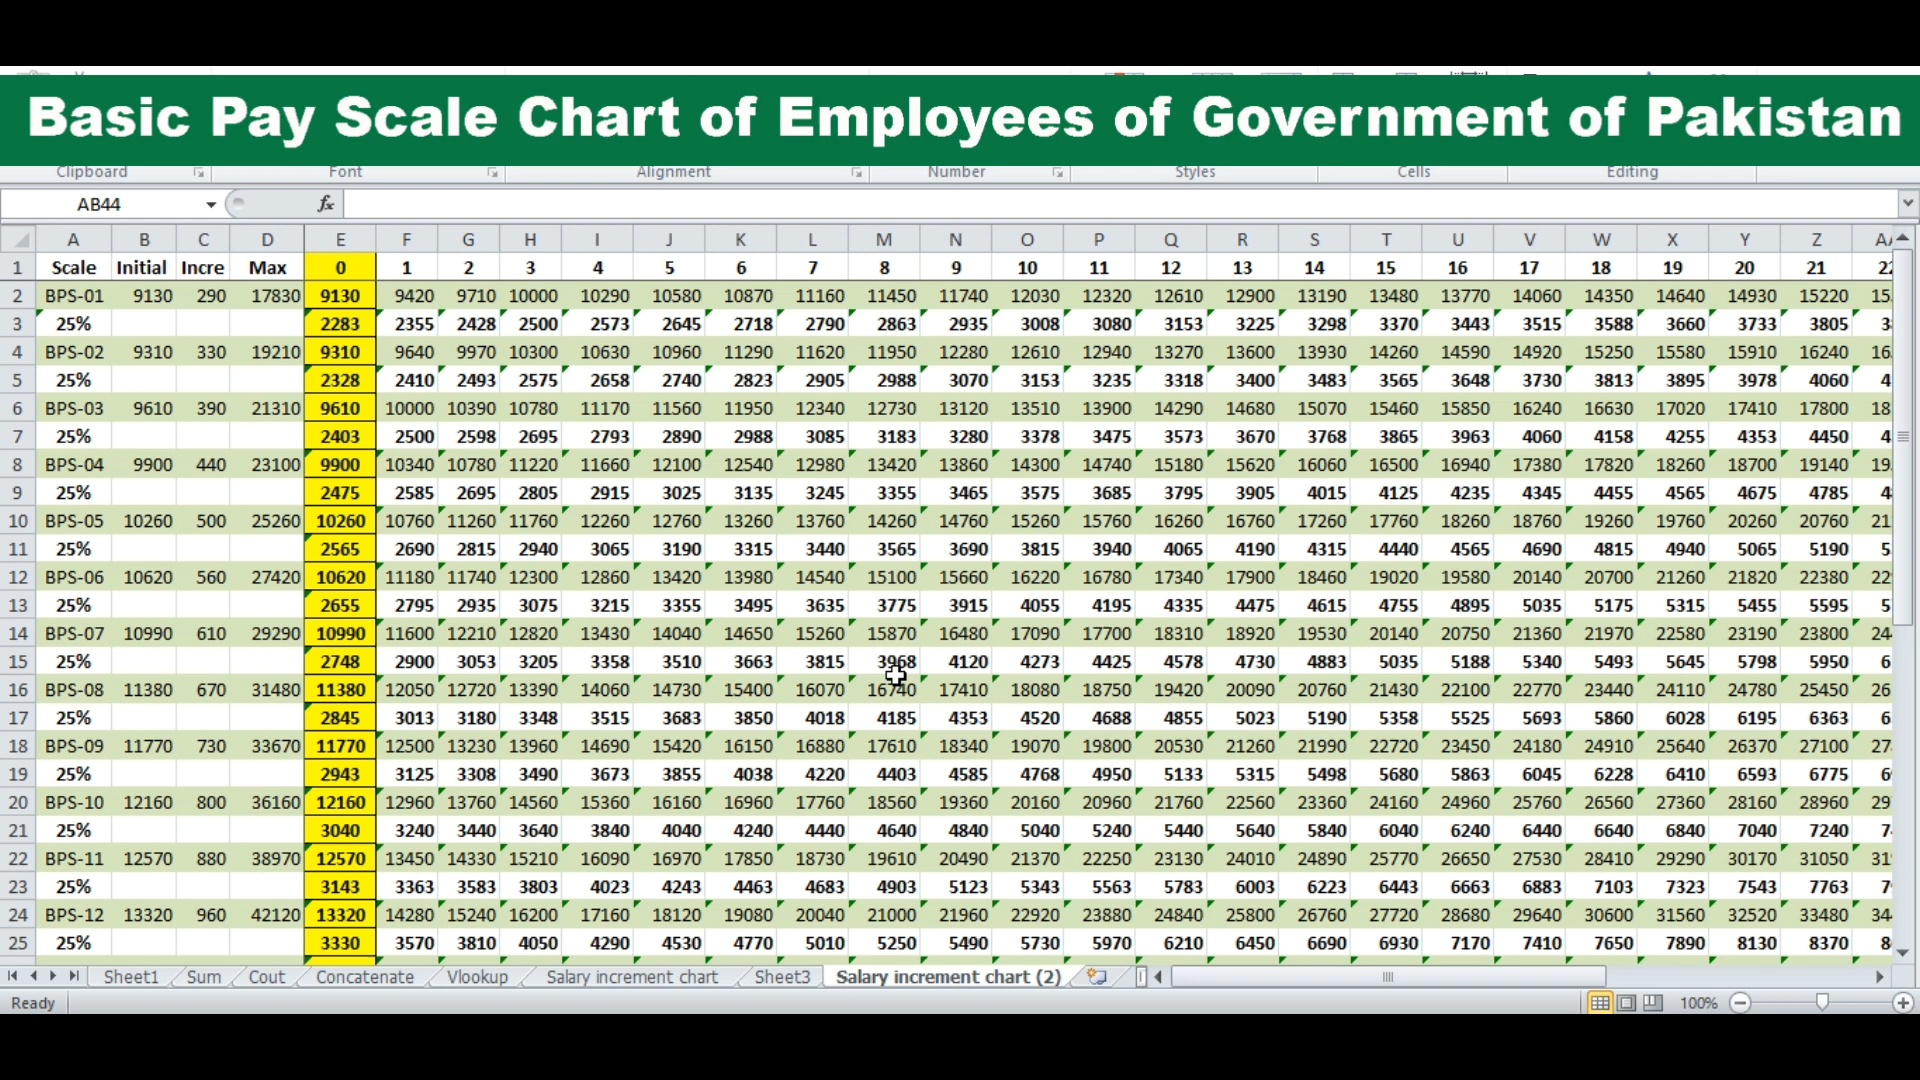 Basic Pay Scale Chart of Employees of Government of Pakistan
Clipboard Font Alignment Number Styles Cells Editing
AB44 fx
A B C D E F G H I J K L M N O P Q R S T U V W X Y Z AA
1 Scale Initial Incre Max 0 1 2 3 4 5 6 7 8 9 10 11 12 13 14 15 16 17 18 19 20 21 22
2 BPS-01 9130 290 17830 9130 9420 9710 10000 10290 10580 10870 11160 11450 11740 12030 12320 12610 12900 13190 13480 13770 14060 14350 14640 14930 15220 15
3 25% 2283 2355 2428 2500 2573 2645 2718 2790 2863 2935 3008 3080 3153 3225 3298 3370 3443 3515 3588 3660 3733 3805 3
4 BPS-02 9310 330 19210 9310 9640 9970 10300 10630 10960 11290 11620 11950 12280 12610 12940 13270 13600 13930 14260 14590 14920 15250 15580 15910 16240 16
5 25% 2328 2410 2493 2575 2658 2740 2823 2905 2988 3070 3153 3235 3318 3400 3483 3565 3648 3730 3813 3895 3978 4060 4
6 BPS-03 9610 390 21310 9610 10000 10390 10780 11170 11560 11950 12340 12730 13120 13510 13900 14290 14680 15070 15460 15850 16240 16630 17020 17410 17800 18
7 25% 2403 2500 2598 2695 2793 2890 2988 3085 3183 3280 3378 3475 3573 3670 3768 3865 3963 4060 4158 4255 4353 4450 4
8 BPS-04 9900 440 23100 9900 10340 10780 11220 11660 12100 12540 12980 13420 13860 14300 14740 15180 15620 16060 16500 16940 17380 17820 18260 18700 19140 19
9 25% 2475 2585 2695 2805 2915 3025 3135 3245 3355 3465 3575 3685 3795 3905 4015 4125 4235 4345 4455 4565 4675 4785 4
10 BPS-05 10260 500 25260 10260 10760 11260 11760 12260 12760 13260 13760 14260 14760 15260 15760 16260 16760 17260 17760 18260 18760 19260 19760 20260 20760 21
11 25% 2565 2690 2815 2940 3065 3190 3315 3440 3565 3690 3815 3940 4065 4190 4315 4440 4565 4690 4815 4940 5065 5190 5
12 BPS-06 10620 560 27420 10620 11180 11740 12300 12860 13420 13980 14540 15100 15660 16220 16780 17340 17900 18460 19020 19580 20140 20700 21260 21820 22380 22
13 25% 2655 2795 2935 3075 3215 3355 3495 3635 3775 3915 4055 4195 4335 4475 4615 4755 4895 5035 5175 5315 5455 5595 5
14 BPS-07 10990 610 29290 10990 11600 12210 12820 13430 14040 14650 15260 15870 16480 17090 17700 18310 18920 19530 20140 20750 21360 21970 22580 23190 23800 24
15 25% 2748 2900 3053 3205 3358 3510 3663 3815 3968 4120 4273 4425 4578 4730 4883 5035 5188 5340 5493 5645 5798 5950 6
16 BPS-08 11380 670 31480 11380 12050 12720 13390 14060 14730 15400 16070 16740 17410 18080 18750 19420 20090 20760 21430 22100 22770 23440 24110 24780 25450 26
17 25% 2845 3013 3180 3348 3515 3683 3850 4018 4185 4353 4520 4688 4855 5023 5190 5358 5525 5693 5860 6028 6195 6363 6
18 BPS-09 11770 730 33670 11770 12500 13230 13960 14690 15420 16150 16880 17610 18340 19070 19800 20530 21260 21990 22720 23450 24180 24910 25640 26370 27100 27
19 25% 2943 3125 3308 3490 3673 3855 4038 4220 4403 4585 4768 4950 5133 5315 5498 5680 5863 6045 6228 6410 6593 6775 6
20 BPS-10 12160 800 36160 12160 12960 13760 14560 15360 16160 16960 17760 18560 19360 20160 20960 21760 22560 23360 24160 24960 25760 26560 27360 28160 28960 29
21 25% 3040 3240 3440 3640 3840 4040 4240 4440 4640 4840 5040 5240 5440 5640 5840 6040 6240 6440 6640 6840 7040 7240 7
22 BPS-11 12570 880 38970 12570 13450 14330 15210 16090 16970 17850 18730 19610 20490 21370 22250 23130 24010 24890 25770 26650 27530 28410 29290 30170 31050 31
23 25% 3143 3363 3583 3803 4023 4243 4463 4683 4903 5123 5343 5563 5783 6003 6223 6443 6663 6883 7103 7323 7543 7763 7
24 BPS-12 13320 960 42120 13320 14280 15240 16200 17160 18120 19080 20040 21000 21960 22920 23880 24840 25800 26760 27720 28680 29640 30600 31560 32520 33480 34
25 25% 3330 3570 3810 4050 4290 4530 4770 5010 5250 5490 5730 5970 6210 6450 6690 6930 7170 7410 7650 7890 8130 8370 8
Sheet1 Sum Cout Concatenate Vlookup Salary increment chart Sheet3 Salary increment chart (2)
Ready 100%